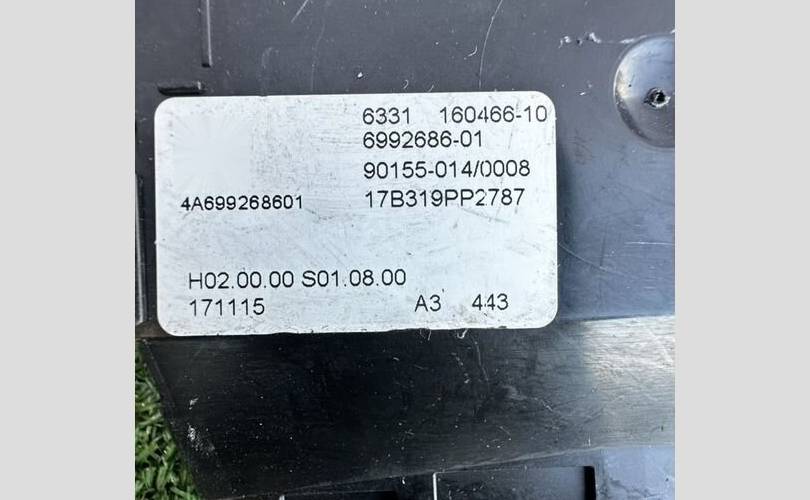 6331 160466-10
6992686-01
90155-014/0008
4A699268601 17B319PP2787
H02.00.00 S01.08.00
171115 A3 443